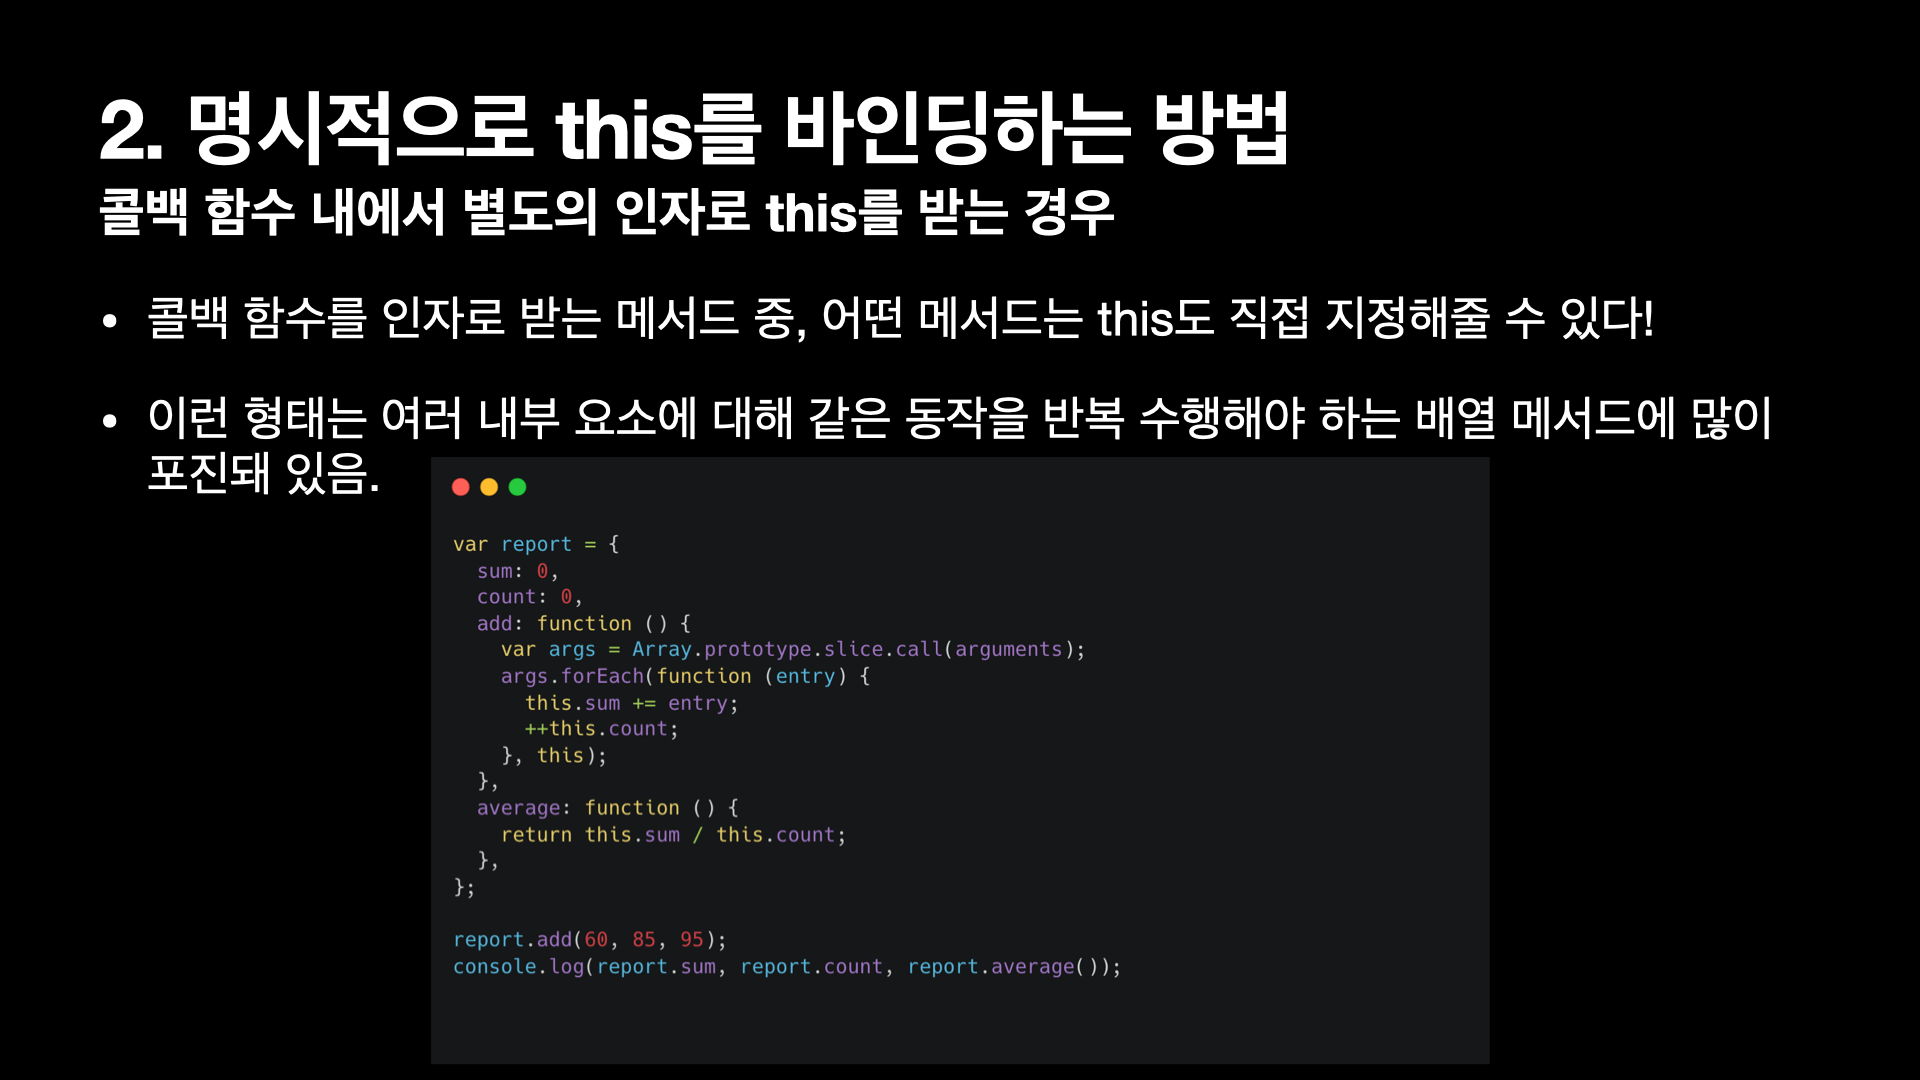 2. 명시적으로 this를 바인딩하는 방법
콜백 함수 내에서 별도의 인자로 this를 받는 경우
• 콜백 함수를 인자로 받는 메서드 중, 어떤 메서드는 this도 직접 지정해줄 수 있다!
• 이런 형태는 여러 내부 요소에 대해 같은 동작을 반복 수행해야 하는 배열 메서드에 많이
포진돼 있음.
var report = {
  sum: 0,
  count: 0,
  add: function () {
    var args = Array.prototype.slice.call(arguments);
    args.forEach(function (entry) {
      this.sum += entry;
      ++this.count;
    }, this);
  },
  average: function () {
    return this.sum / this.count;
  },
};
report.add(60, 85, 95);
console.log(report.sum, report.count, report.average());